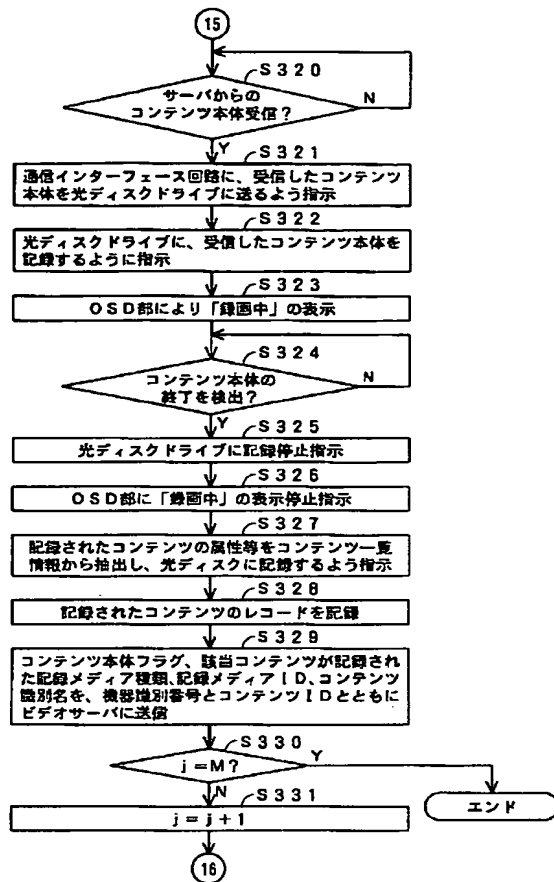 15
S320
サーバからの
コンテンツ本体受信?
N
Y
S321
通信インターフェース回路に、受信したコンテンツ
本体を光ディスクドライブに送るよう指示
S322
光ディスクドライブに、受信したコンテンツ本体を
記録するように指示
S323
OSD部により「録画中」の表示
S324
コンテンツ本体の
終了を検出?
N
Y
S325
光ディスクドライブに記録停止指示
S326
OSD部に「録画中」の表示停止指示
S327
記録されたコンテンツの属性等をコンテンツ一覧
情報から抽出し、光ディスクに記録するよう指示
S328
記録されたコンテンツのレコードを記録
S329
コンテンツ本体フラグ、該当コンテンツが記録され
た記録メディア種類、記録メディアID、コンテンツ
識別名を、機器識別番号とコンテンツIDとともに
ビデオサーバに送信
S330
j=M?
Y
N
エンド
S331
j=j+1
16